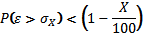 P(ε > σ_X) < (1 − X/100)